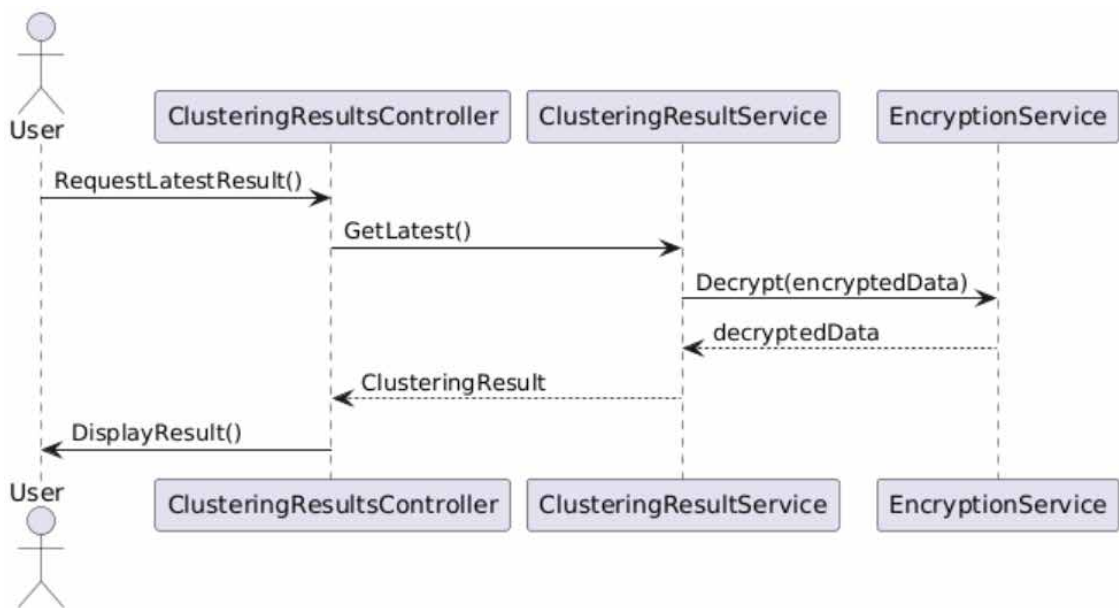 User
ClusteringResultsController
ClusteringResultService
EncryptionService
RequestLatestResult()
GetLatest()
Decrypt(encryptedData)
decryptedData
ClusteringResult
DisplayResult()
User
ClusteringResultsController
ClusteringResultService
EncryptionService